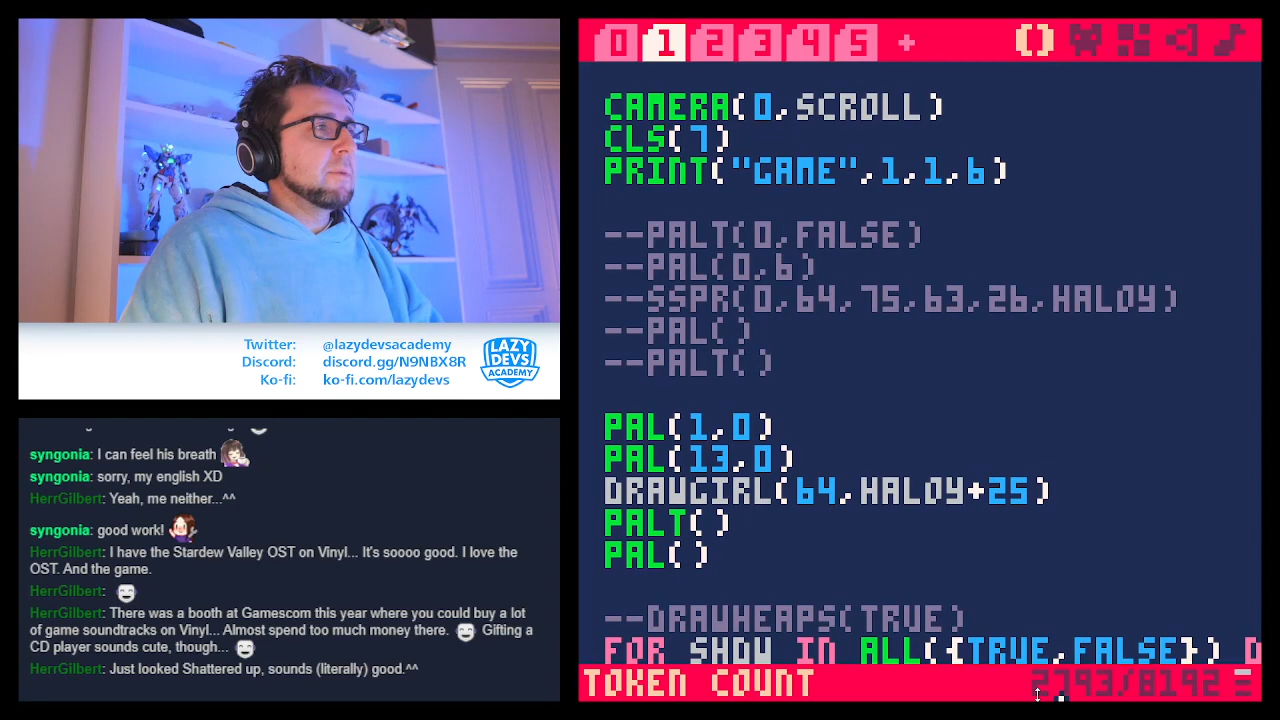 Twitter: @lazydevsacademy
Discord: discord.gg/N9NBX8R
Ko-fi: ko-fi.com/lazydevs
LAZY
DEVS
ACADEMY
syngonia: I can feel his breath
syngonia: sorry, my english XD
HerrGilbert: Yeah, me neither...^^
syngonia: good work!
HerrGilbert: I have the Stardew Valley OST on Vinyl... It's soooo good. I love the
OST. And the game.
HerrGilbert:
HerrGilbert: There was a booth at Gamescom this year where you could buy a lot
of game soundtracks on Vinyl... Almost spend too much money there. Gifting a
CD player sounds cute, though...
HerrGilbert: Just looked Shattered up, sounds (literally) good.^^
0 1 2 3 4 5 + ()
CAMERA(0,SCROLL)
CLS(7)
PRINT("GAME",1,1,6)
--PALT(0,FALSE)
--PAL(0,6)
--SSPR(0,64,75,63,26,HALOY)
--PAL()
--PALT()
PAL(1,0)
PAL(13,0)
DRAWGIRL(64,HALOY+25)
PALT()
PAL()
--DRAWHEAPS(TRUE)
FOR SHOW IN ALL({TRUE,FALSE}) D
TOKEN COUNT
/8192